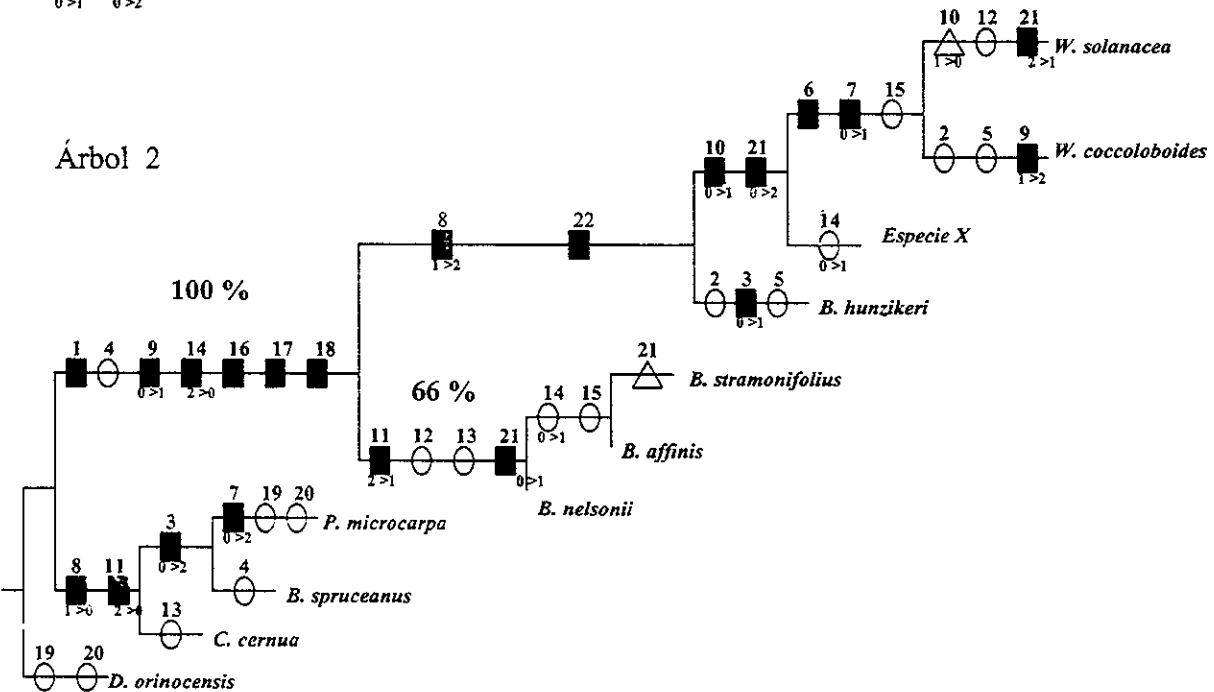 0 >1 0 >2
10 12 21
1 >0 2 >1 W. solanacea
6 7 15
0 >1
2 5 9
1 >2 W. coccoloboides
Árbol 2
10 21
0 >1 0 >2
14
0 >1 Especie X
8 22
1 >2
2 3 5
0 >1 B. hunzikeri
100 %
1 4 9 14 16 17 18
0 >1 2 >0
21
B. stramonifolius
66 %
14 15
0 >1 B. affinis
11 12 13 21
2 >1 0 >1
B. nelsonii
7 19 20
0 >2 P. microcarpa
3
0 >2
4
B. spruceanus
8 11
1 >0 2 >0
13
C. cernua
19 20
D. orinocensis